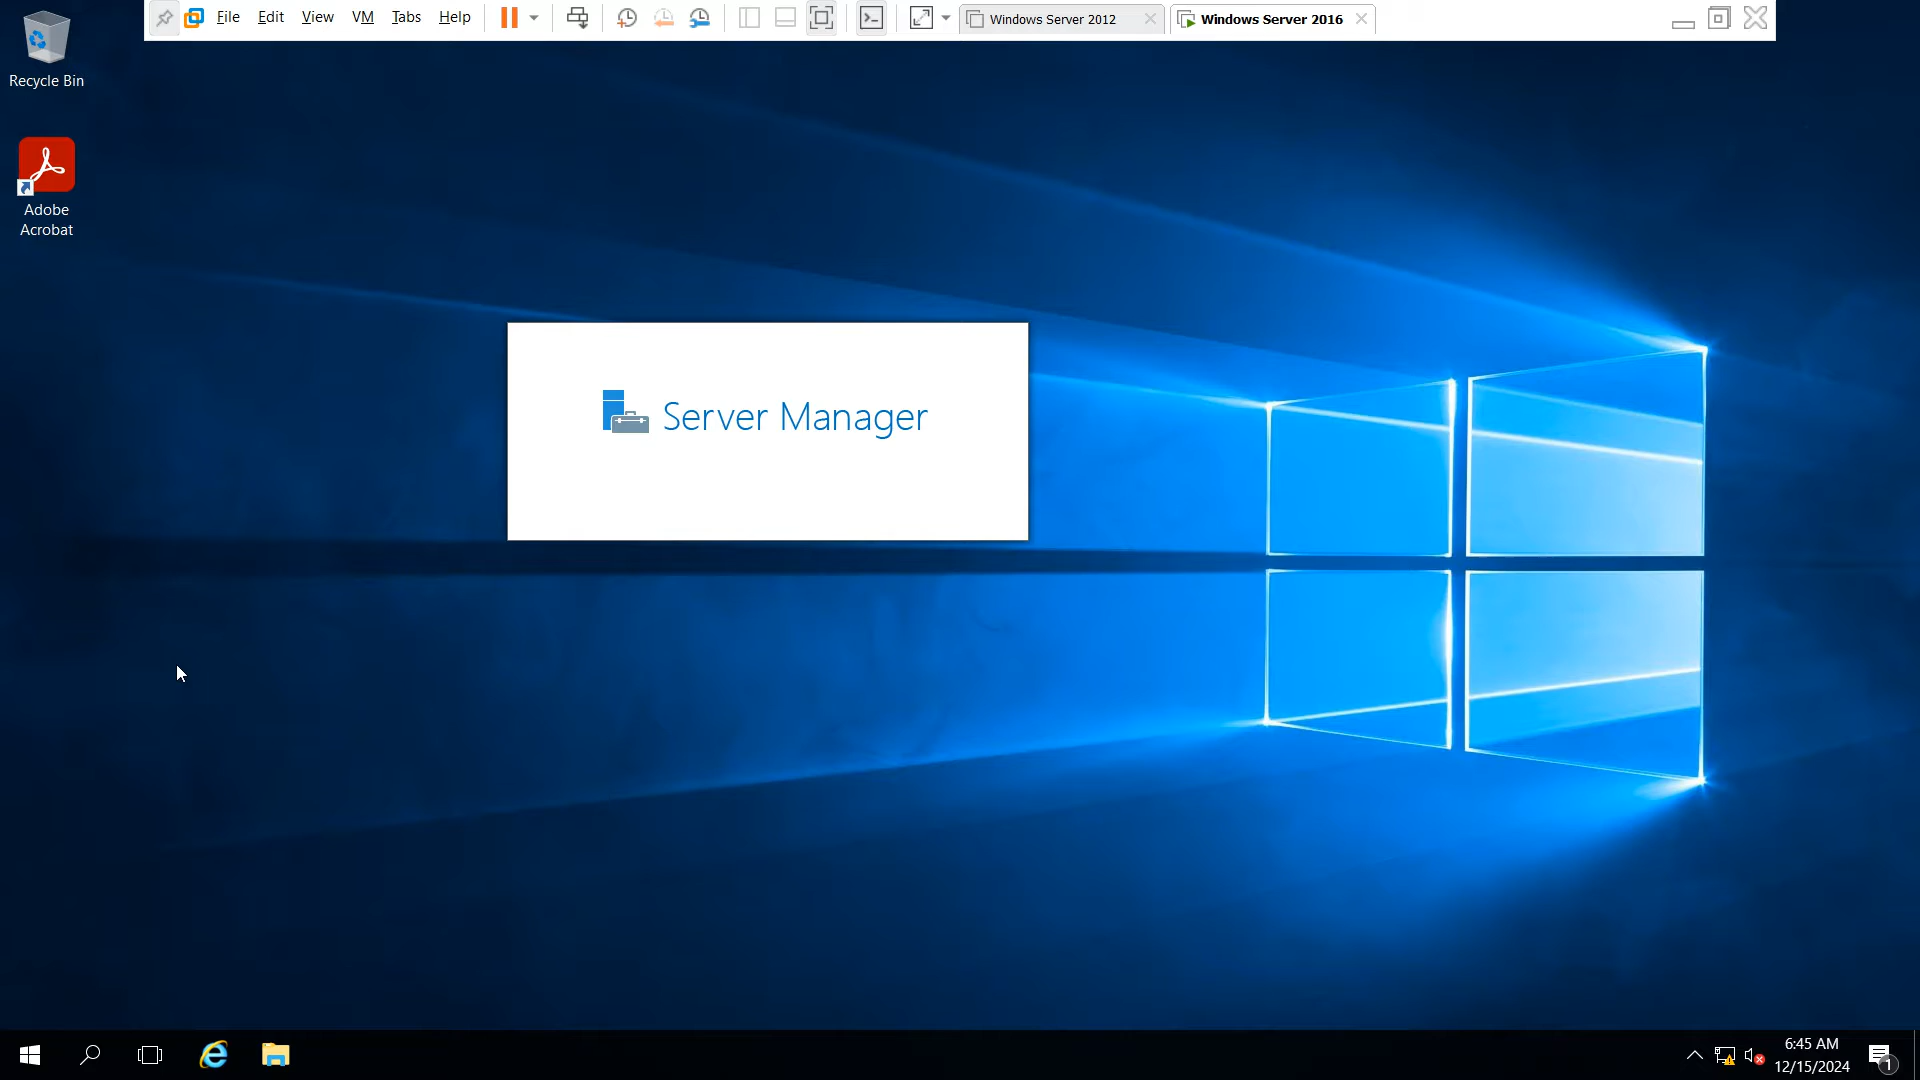 File Edit View VM Tabs Help Windows Server 2012 Windows Server 2016
Recycle Bin
Adobe
Acrobat
Server Manager
6:45 AM
12/15/2024
1